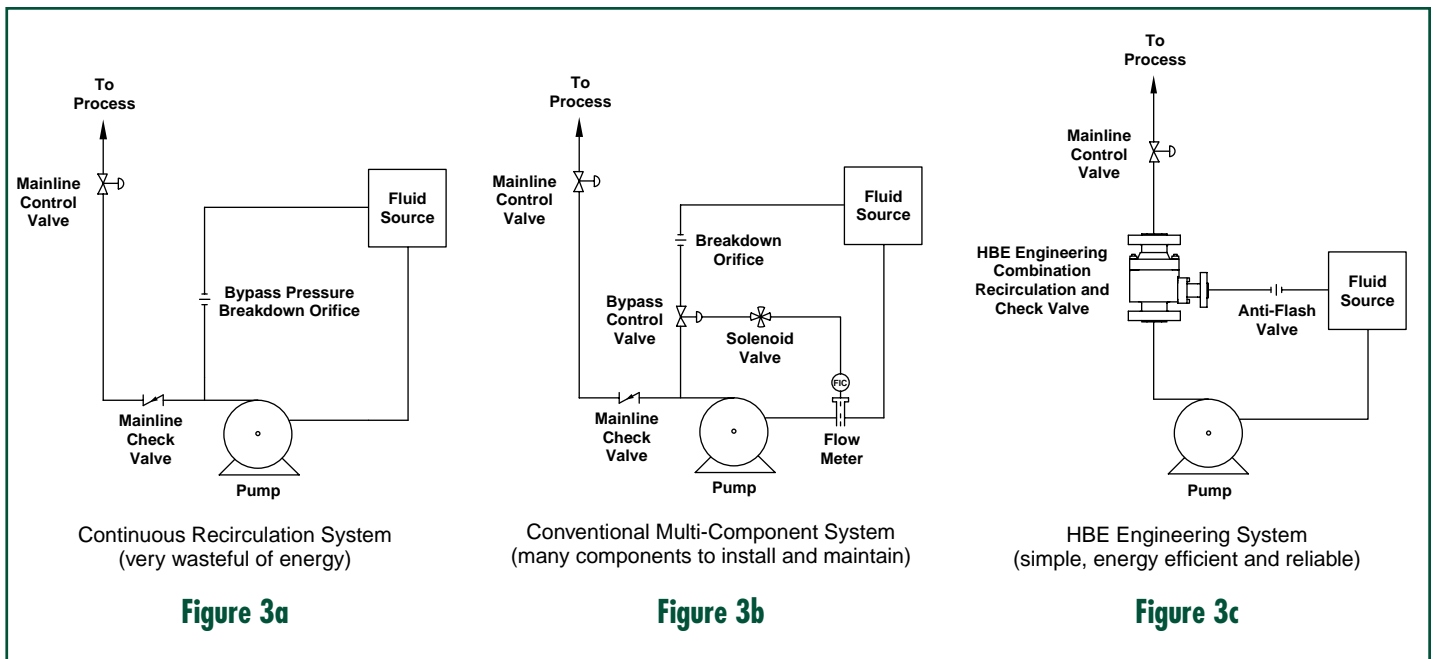 To
Process
Mainline
Control
Valve
Fluid
Source
Bypass Pressure
Breakdown Orifice
Mainline
Check
Valve
Pump
Continuous Recirculation System
(very wasteful of energy)
Figure 3a
To
Process
Mainline
Control
Valve
Fluid
Source
Breakdown
Orifice
Bypass
Control
Valve
Solenoid
Valve
FIC
Mainline
Check
Valve
Flow
Meter
Pump
Conventional Multi-Component System
(many components to install and maintain)
Figure 3b
To
Process
Mainline
Control
Valve
HBE Engineering
Combination
Recirculation and
Check Valve
Fluid
Source
Anti-Flash
Valve
Pump
HBE Engineering System
(simple, energy efficient and reliable)
Figure 3c